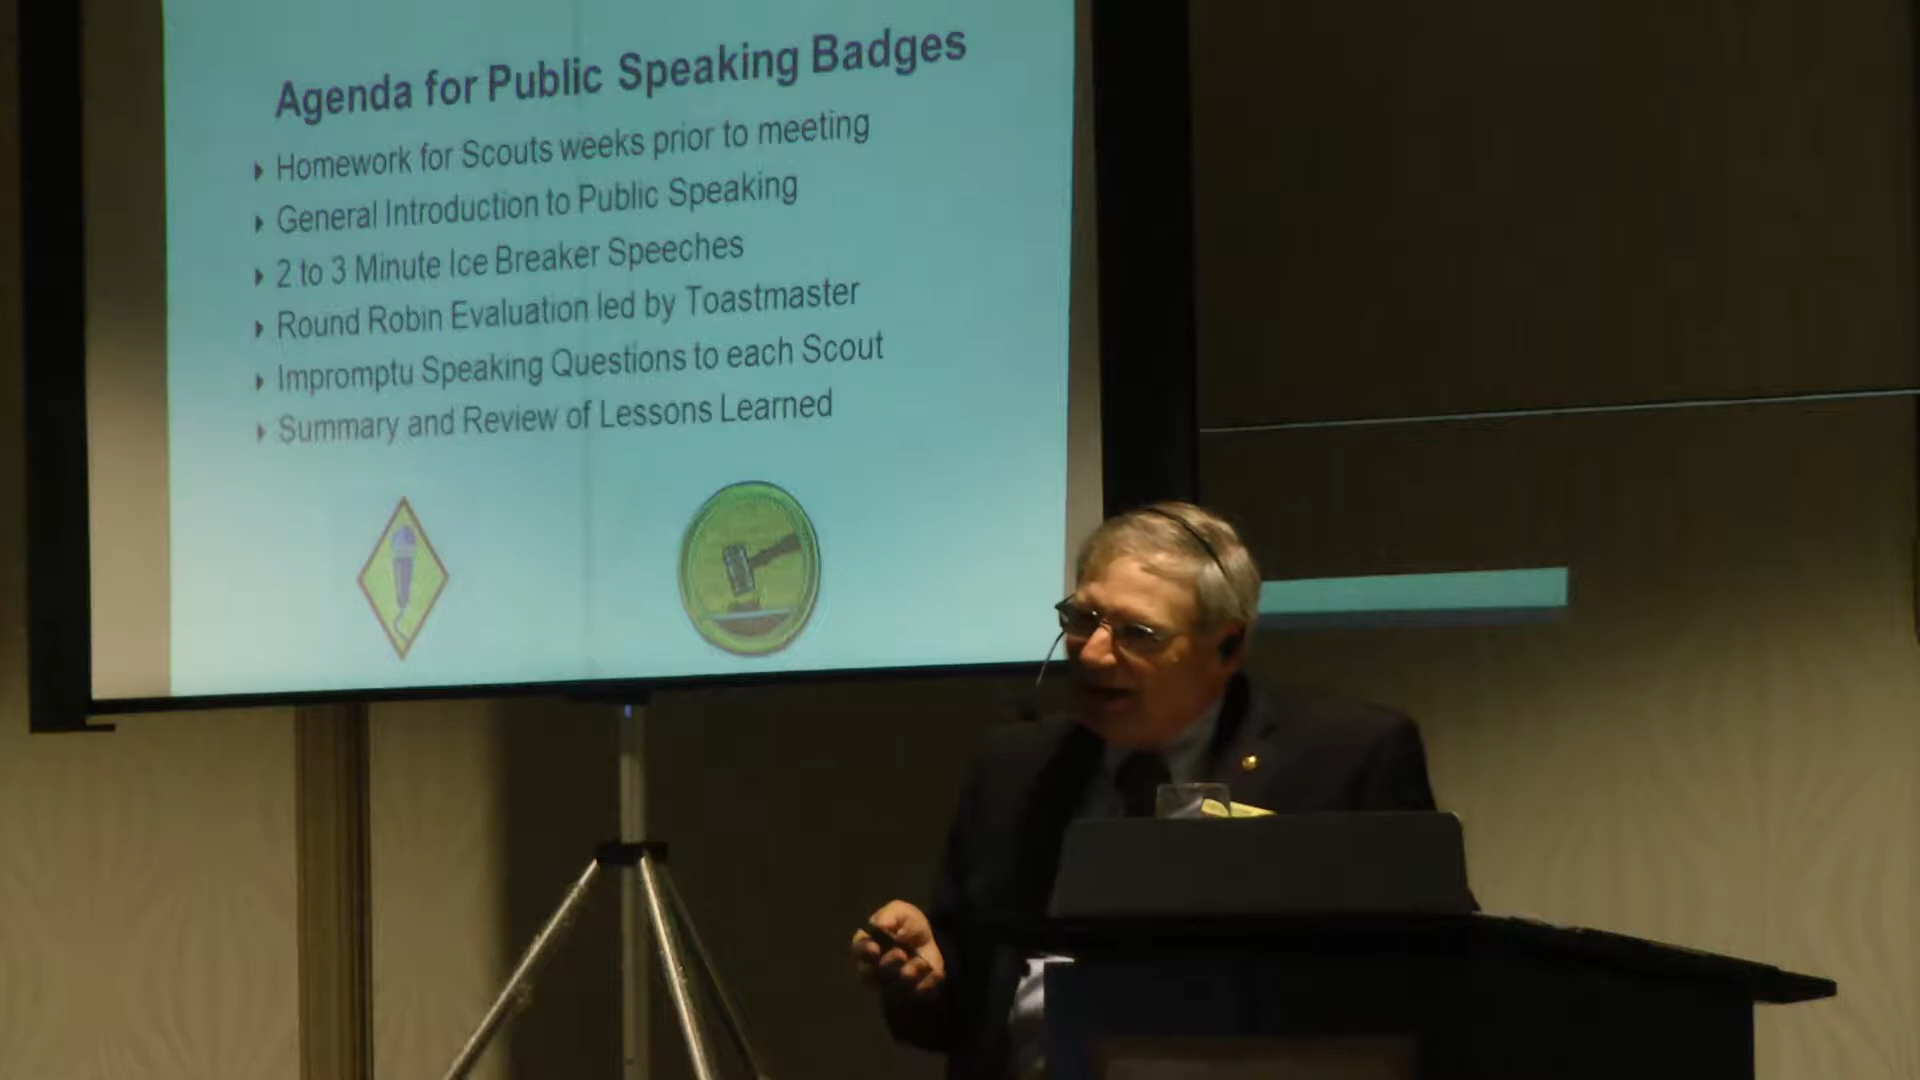 Agenda for Public Speaking Badges
Homework for Scouts weeks prior to meeting
General Introduction to Public Speaking
2 to 3 Minute Ice Breaker Speeches
Round Robin Evaluation led by Toastmaster
Impromptu Speaking Questions to each Scout
Summary and Review of Lessons Learned